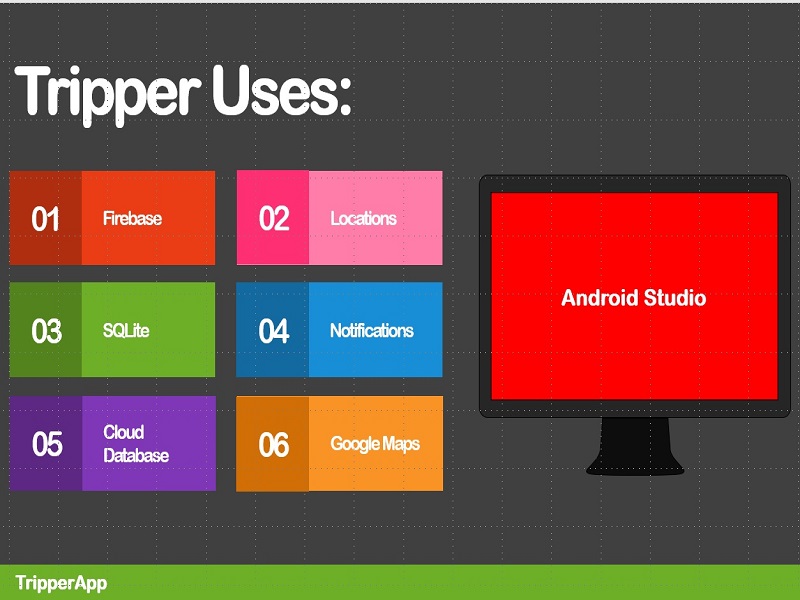 Tripper Uses:
01 Firebase
02 Locations
03 SQLite
04 Notifications
05 Cloud
Database
06 Google Maps
Android Studio
TripperApp